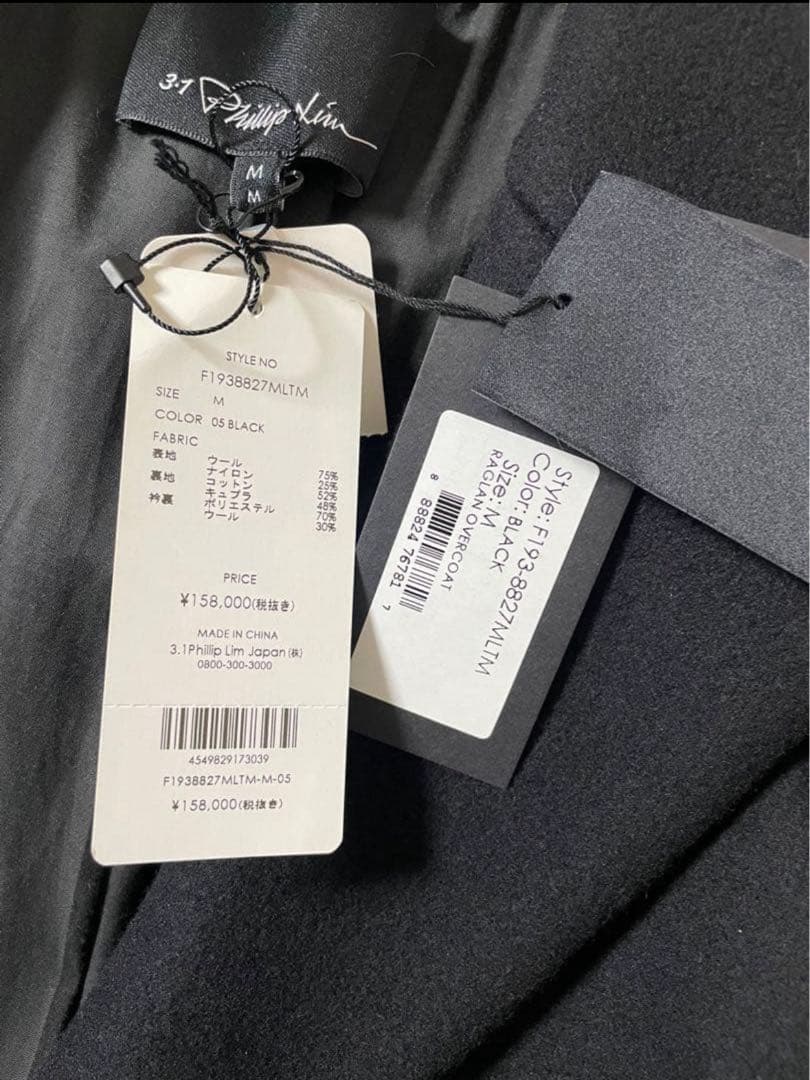 3.1 Phillip Lim
M
M
STYLE NO
F1938827MLTM
SIZE M
COLOR 05 BLACK
FABRIC
表地 ウール 75%
ナイロン 25%
裏地 コットン 52%
キュプラ 48%
衿裏 ポリエステル 70%
ウール 30%
PRICE
¥158,000(税抜き)
MADE IN CHINA
3.1Phillip Lim Japan(株)
0800-300-3000
4549829173039
F1938827MLTM-M-05
¥158,000(税抜き)
Style: F193-8827MLTM
Color: BLACK
Size: M
RAGLAN OVERCOAT
8 88824 76781 7